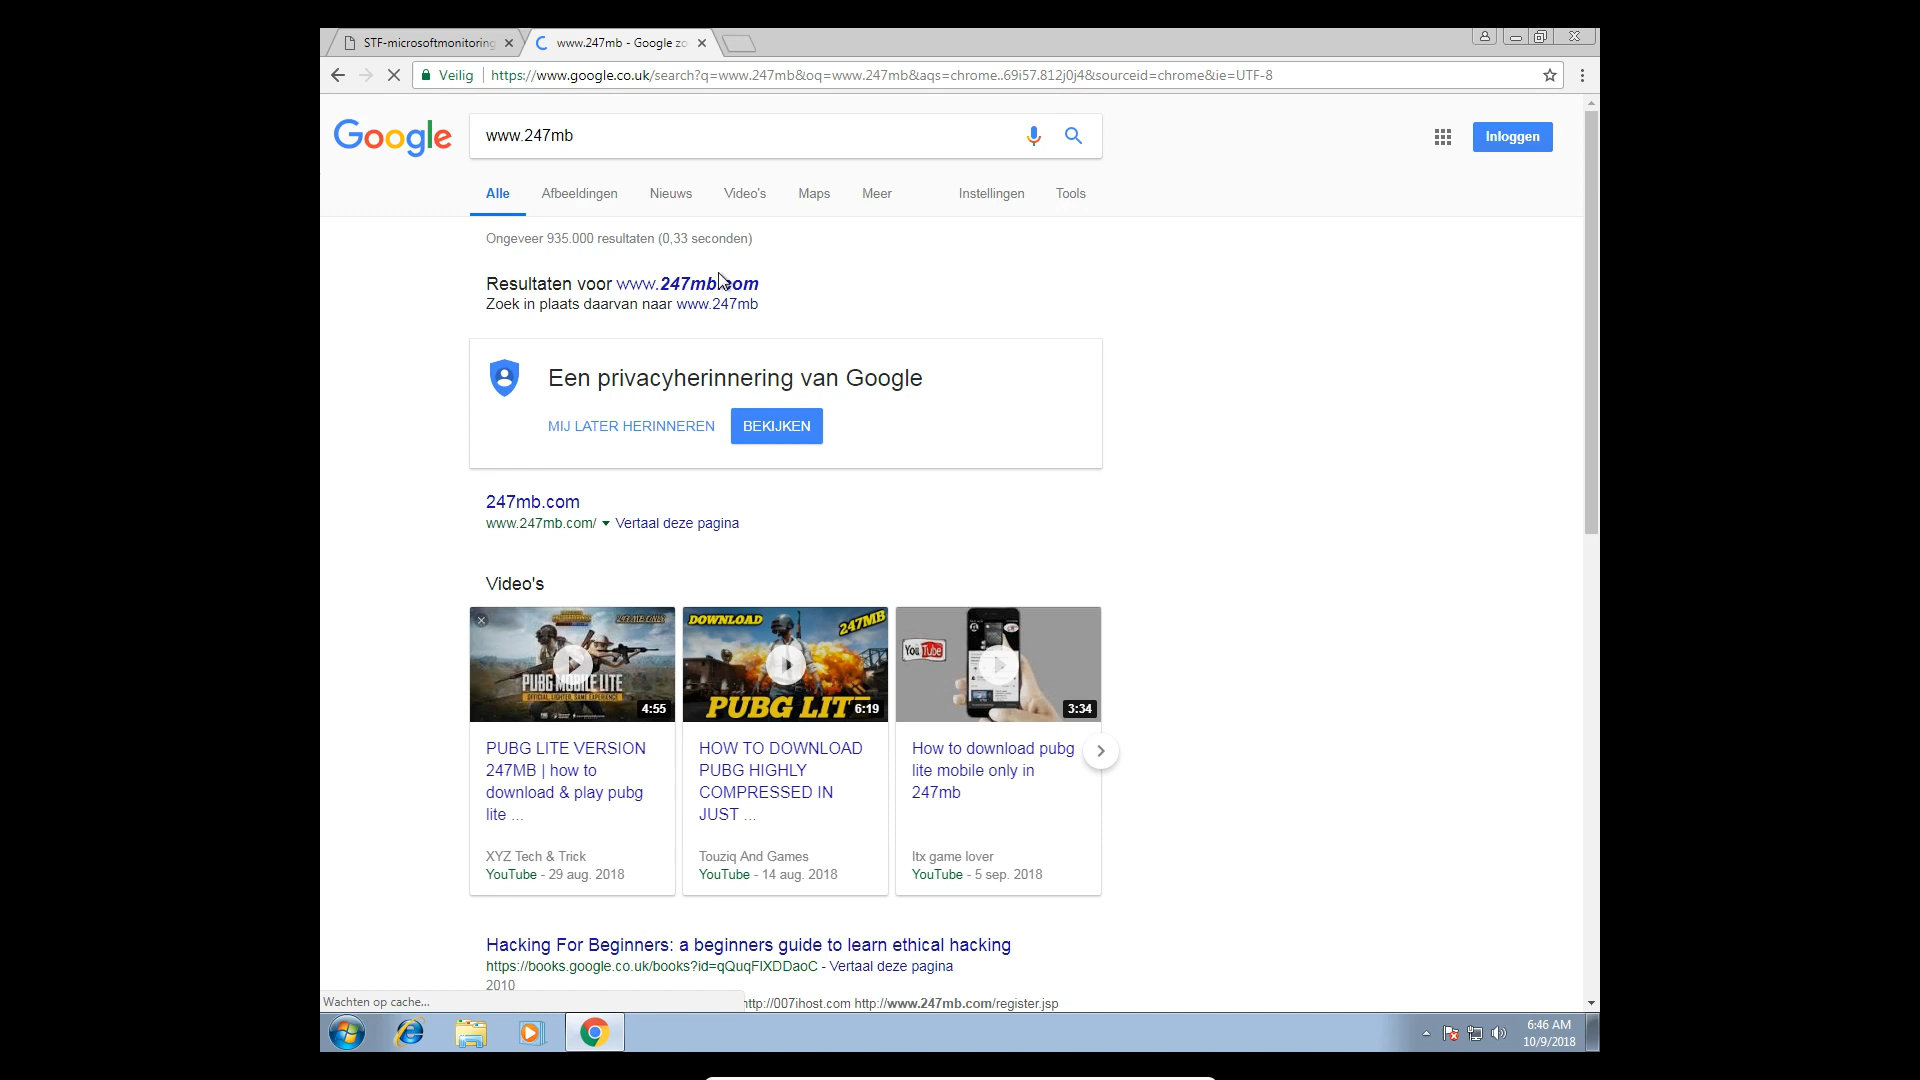 STF-microsoftmonitoring
www.247mb - Google zo
Veilig
https://www.google.co.uk/search?q=www.247mb&oq=www.247mb&aqs=chrome..69i57.812j0j4&sourceid=chrome&ie=UTF-8
Google
www.247mb
Inloggen
Alle Afbeeldingen Nieuws Video's Maps Meer Instellingen Tools
Ongeveer 935.000 resultaten (0,33 seconden)
Resultaten voor www.247mb.com
Zoek in plaats daarvan naar www.247mb
Een privacyherinnering van Google
MIJ LATER HERINNEREN BEKIJKEN
247mb.com
www.247mb.com/ Vertaal deze pagina
Video's
PUBG MOBILE LITE
4:55
DOWNLOAD
247MB
PUBG LIT
6:19
You Tube
3:34
PUBG LITE VERSION
247MB | how to
download & play pubg
lite ...
XYZ Tech & Trick
YouTube - 29 aug. 2018
HOW TO DOWNLOAD
PUBG HIGHLY
COMPRESSED IN
JUST ...
Touziq And Games
YouTube - 14 aug. 2018
How to download pubg
lite mobile only in
247mb
Itx game lover
YouTube - 5 sep. 2018
Hacking For Beginners: a beginners guide to learn ethical hacking
https://books.google.co.uk/books?id=qQuqFIXDDaoC - Vertaal deze pagina
2010
Wachten op cache...
http://007ihost.com http://www.247mb.com/register.jsp
6:46 AM
10/9/2018